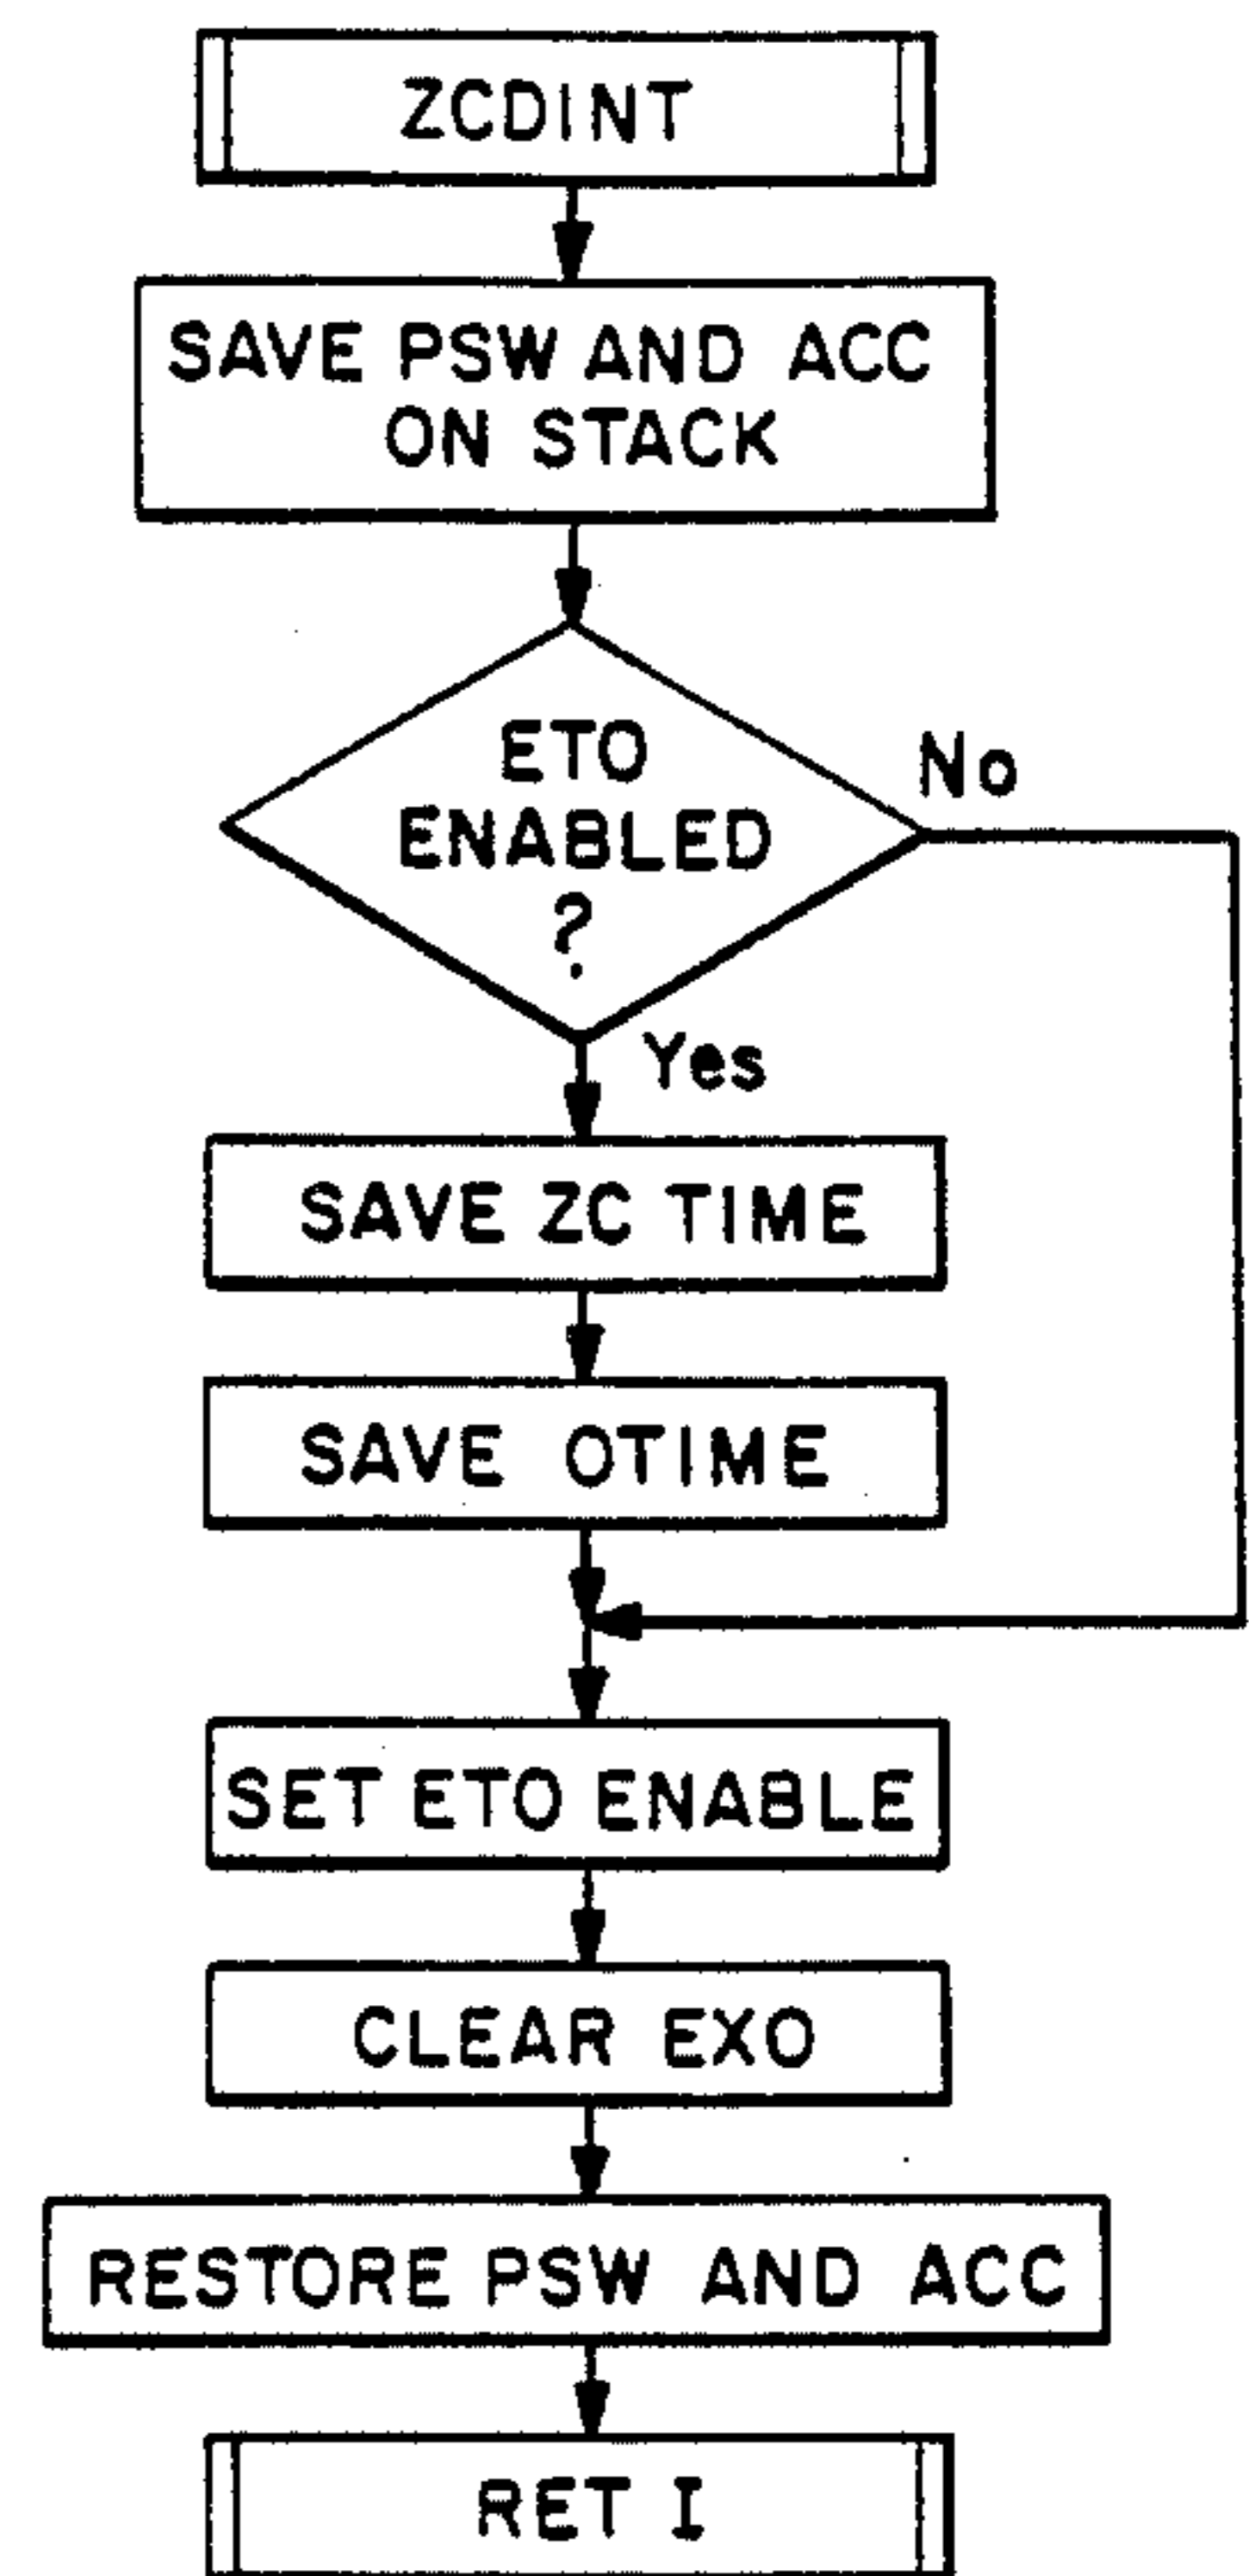 ZCDINT
SAVE PSW AND ACC
ON STACK
ETO
ENABLED
?
No
Yes
SAVE ZC TIME
SAVE OTIME
SET ETO ENABLE
CLEAR EXO
RESTORE PSW AND ACC
RET I